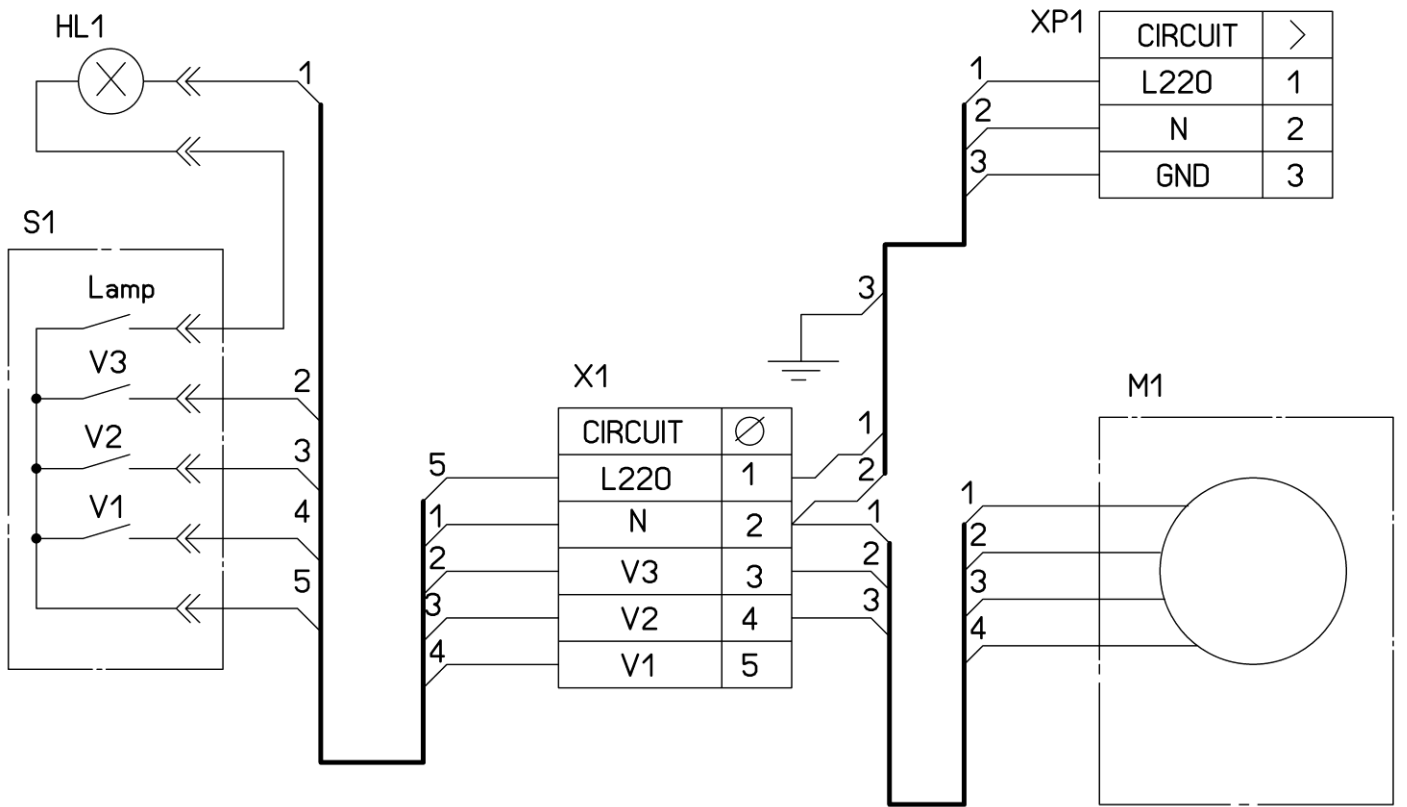 HL1
1
S1
Lamp
V3
2
V2
3
V1
4
5
X1
CIRCUIT
5 L220 1 1
1 N 2 2
1
2 V3 3 2
3 V2 4 3
4 V1 5
3
XP1
CIRCUIT
1 L220 1
2 N 2
3 GND 3
M1
1
2
3
4